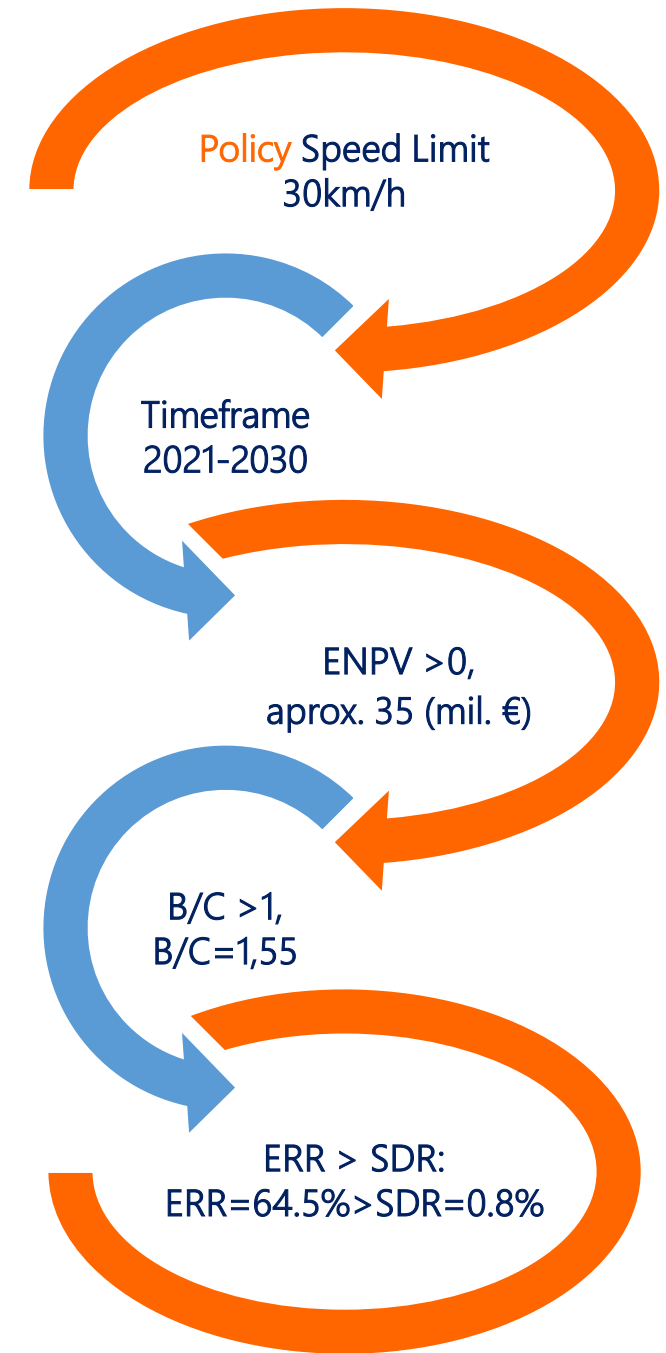 Policy Speed Limit
30km/h
Timeframe
2021-2030
ENPV >0,
aprox. 35 (mil. €)
B/C >1,
B/C=1,55
ERR > SDR:
ERR=64.5%>SDR=0.8%